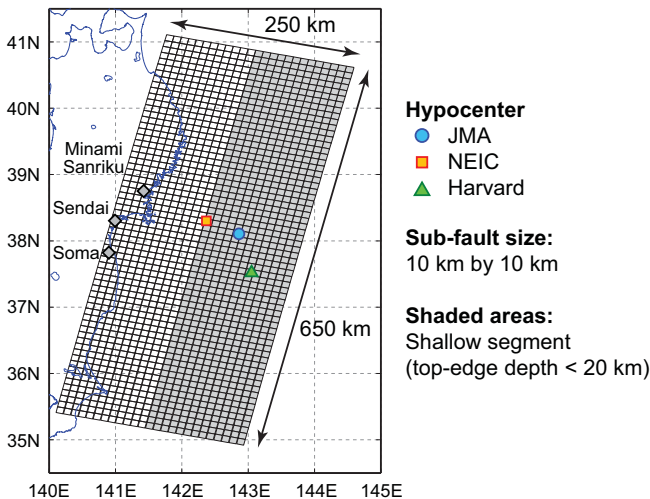 250 km
41N
40N
39N
38N
37N
36N
35N
Minami
Sanriku
Sendai
Soma
650 km
140E 141E 142E 143E 144E 145E
Hypocenter
JMA
NEIC
Harvard
Sub-fault size:
10 km by 10 km
Shaded areas:
Shallow segment
(top-edge depth < 20 km)